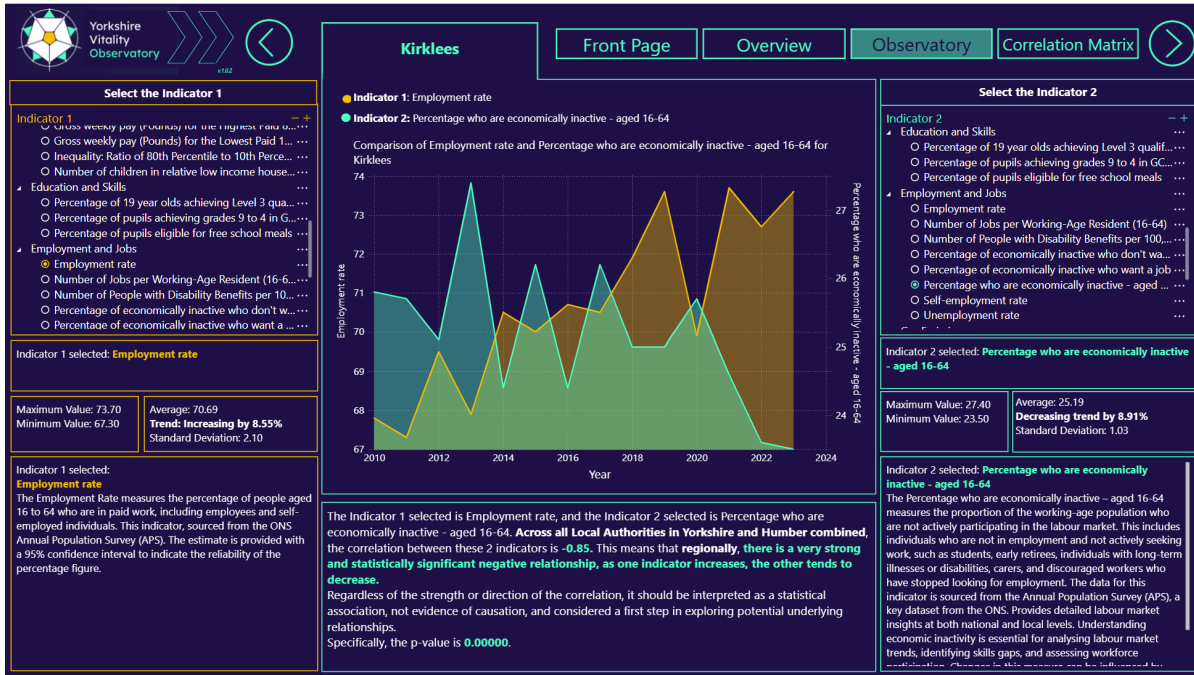 Yorkshire
Vitality
Observatory
v.1.82
Kirklees
Front Page
Overview
Observatory
Correlation Matrix
Select the Indicator 1
Indicator 1
Gross weekly pay (Pounds) for the Highest Paid 8...
Gross weekly pay (Pounds) for the Lowest Paid 1...
Inequality: Ratio of 80th Percentile to 10th Perce...
Number of children in relative low income house...
Education and Skills
Percentage of 19 year olds achieving Level 3 qua...
Percentage of pupils achieving grades 9 to 4 in G...
Percentage of pupils eligible for free school meals
Employment and Jobs
Employment rate
Number of Jobs per Working-Age Resident (16-6...
Number of People with Disability Benefits per 10...
Percentage of economically inactive who don't w...
Percentage of economically inactive who want a ...
Indicator 1 selected: Employment rate
Maximum Value: 73.70
Minimum Value: 67.30
Average: 70.69
Trend: Increasing by 8.55%
Standard Deviation: 2.10
Indicator 1 selected:
Employment rate
The Employment Rate measures the percentage of people aged
16 to 64 who are in paid work, including employees and self-
employed individuals. This indicator, sourced from the ONS
Annual Population Survey (APS). The estimate is provided with
a 95% confidence interval to indicate the reliability of the
percentage figure.
Indicator 1: Employment rate
Indicator 2: Percentage who are economically inactive - aged 16-64
Comparison of Employment rate and Percentage who are economically inactive - aged 16-64 for
Kirklees
74
73
72
71
70
69
68
67
Employment rate
27
26
25
24
Percentage who are economically inactive - aged 16-64
2010 2012 2014 2016 2018 2020 2022 2024
Year
The Indicator 1 selected is Employment rate, and the Indicator 2 selected is Percentage who are
economically inactive - aged 16-64. Across all Local Authorities in Yorkshire and Humber combined,
the correlation between these 2 indicators is -0.85. This means that regionally, there is a very strong
and statistically significant negative relationship, as one indicator increases, the other tends to
decrease.
Regardless of the strength or direction of the correlation, it should be interpreted as a statistical
association, not evidence of causation, and considered a first step in exploring potential underlying
relationships.
Specifically, the p-value is 0.00000.
Select the Indicator 2
Indicator 2
Education and Skills
Percentage of 19 year olds achieving Level 3 qualif...
Percentage of pupils achieving grades 9 to 4 in GC...
Percentage of pupils eligible for free school meals
Employment and Jobs
Employment rate
Number of Jobs per Working-Age Resident (16-64)
Number of People with Disability Benefits per 100,...
Percentage of economically inactive who don't wa...
Percentage of economically inactive who want a job
Percentage who are economically inactive - aged ...
Self-employment rate
Unemployment rate
Indicator 2 selected: Percentage who are economically inactive
- aged 16-64
Maximum Value: 27.40
Minimum Value: 23.50
Average: 25.19
Decreasing trend by 8.91%
Standard Deviation: 1.03
Indicator 2 selected: Percentage who are economically
inactive - aged 16-64
The Percentage who are economically inactive – aged 16-64
measures the proportion of the working-age population who
are not actively participating in the labour market. This includes
individuals who are not in employment and not actively seeking
work, such as students, early retirees, individuals with long-term
illnesses or disabilities, carers, and discouraged workers who
have stopped looking for employment. The data for this
indicator is sourced from the Annual Population Survey (APS), a
key dataset from the ONS. Provides detailed labour market
insights at both national and local levels. Understanding
economic inactivity is essential for analysing labour market
trends, identifying skills gaps, and assessing workforce
participation. Changes in this measure can be influenced by